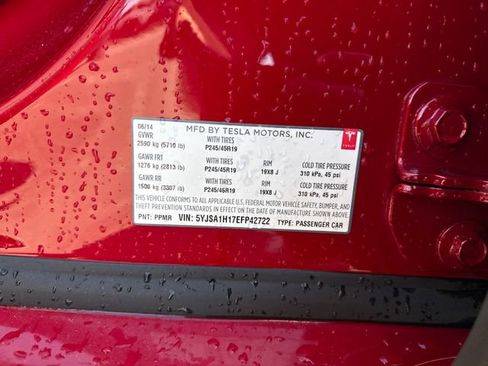 06/14 MFD BY TESLA MOTORS, INC.
GVWR WITH TIRES
2590 kg (5710 lb) P245/45R19
TESLA
GAWR FRT WITH TIRES RIM COLD TIRE PRESSURE
1276 kg (2813 lb) P245/45R19 19X8 J 310 kPa, 45 psi
GAWR RR WITH TIRES RIM COLD TIRE PRESSURE
1500 kg (3307 lb) P245/45R19 19X8 J 310 kPa, 45 psi
THIS VEHICLE CONFORMS TO ALL APPLICABLE U.S. FEDERAL MOTOR VEHICLE SAFETY, BUMPER, AND
THEFT PREVENTION STANDARDS IN EFFECT ON THE DATE OF MANUFACTURE SHOWN ABOVE.
PNT: PPMR VIN: 5YJSA1H17EFP42722 TYPE: PASSENGER CAR